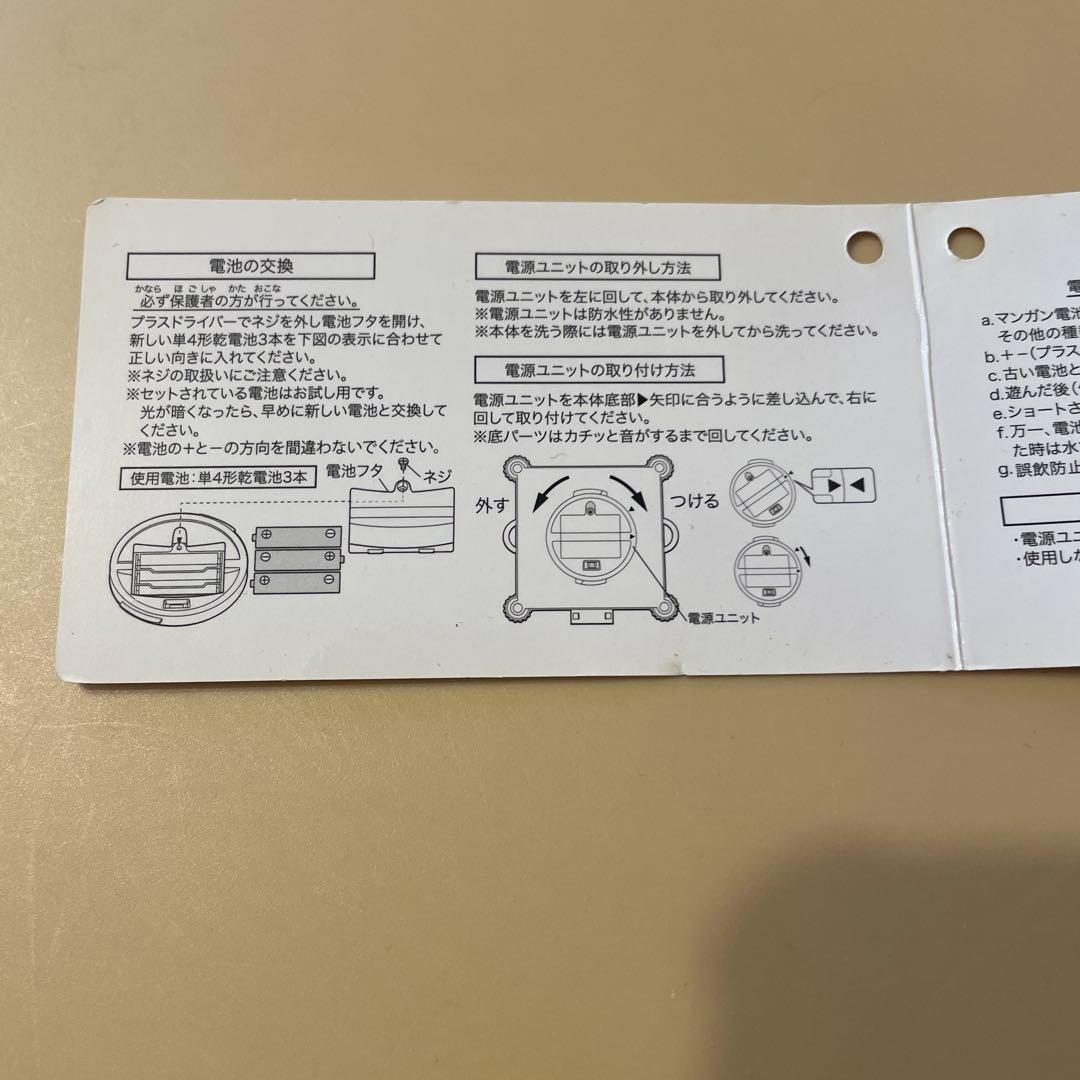 電池の交換
かなら ほごしゃ かた おこな
必ず保護者の方が行ってください。
プラスドライバーでネジを外し電池フタを開け、
新しい単4形乾電池3本を下図の表示に合わせて
正しい向きに入れてください。
※ネジの取扱いにご注意ください。
※セットされている電池はお試し用です。
光が暗くなったら、早めに新しい電池と交換して
ください。
※電池の＋と－の方向を間違わないでください。
使用電池：単4形乾電池3本
電池フタ
ネジ
電源ユニットの取り外し方法
電源ユニットを左に回して、本体から取り外してください。
※電源ユニットは防水性がありません。
※本体を洗う際には電源ユニットを外してから洗ってください。
電源ユニットの取り付け方法
電源ユニットを本体底部▶矢印に合うように差し込んで、右に
回して取り付けてください。
※底パーツはカチッと音がするまで回してください。
外す
つける
電源ユニット
電
a.マンガン電池
その他の種
b.＋－（プラス
c.古い電池と
d.遊んだ後（
e.ショートさ
f.万一、電池
た時は水
g.誤飲防止
・電源ユニ
・使用しな